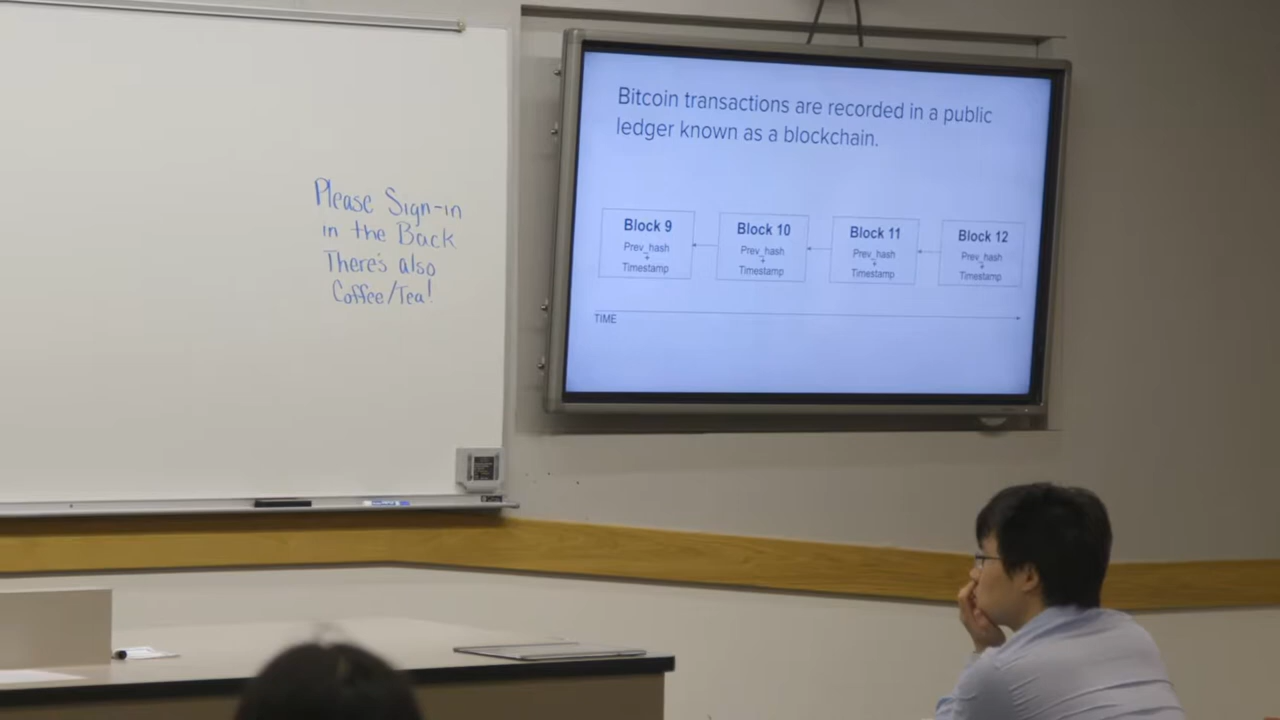 Please Sign-in
in the Back
There's also
Coffee/Tea!
Bitcoin transactions are recorded in a public
ledger known as a blockchain.
Block 9
Prev_hash
+
Timestamp
Block 10
Prev_hash
+
Timestamp
Block 11
Prev_hash
+
Timestamp
Block 12
Prev_hash
+
Timestamp
TIME